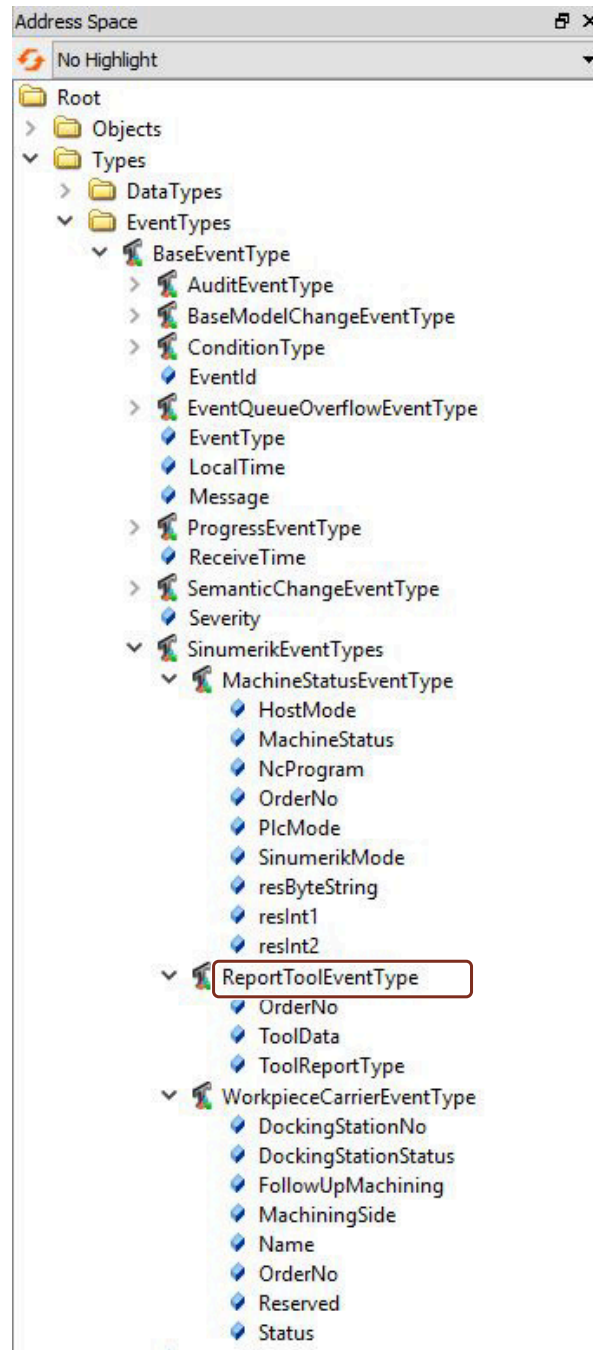 Address Space
No Highlight
Root
Objects
Types
DataTypes
EventTypes
BaseEventType
AuditEventType
BaseModelChangeEventType
ConditionType
EventId
EventQueueOverflowEventType
EventType
LocalTime
Message
ProgressEventType
ReceiveTime
SemanticChangeEventType
Severity
SinumerikEventTypes
MachineStatusEventType
HostMode
MachineStatus
NcProgram
OrderNo
PlcMode
SinumerikMode
resByteString
resInt1
resInt2
ReportToolEventType
OrderNo
ToolData
ToolReportType
WorkpieceCarrierEventType
DockingStationNo
DockingStationStatus
FollowUpMachining
MachiningSide
Name
OrderNo
Reserved
Status